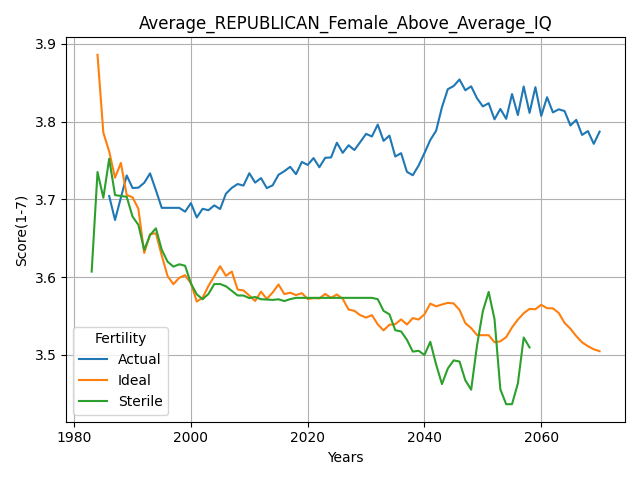 Average_REPUBLICAN_Female_Above_Average_IQ
3.9
3.8
3.7
3.6
3.5
Score(1-7)
Fertility
Actual
Ideal
Sterile
1980
2000
2020
2040
2060
Years